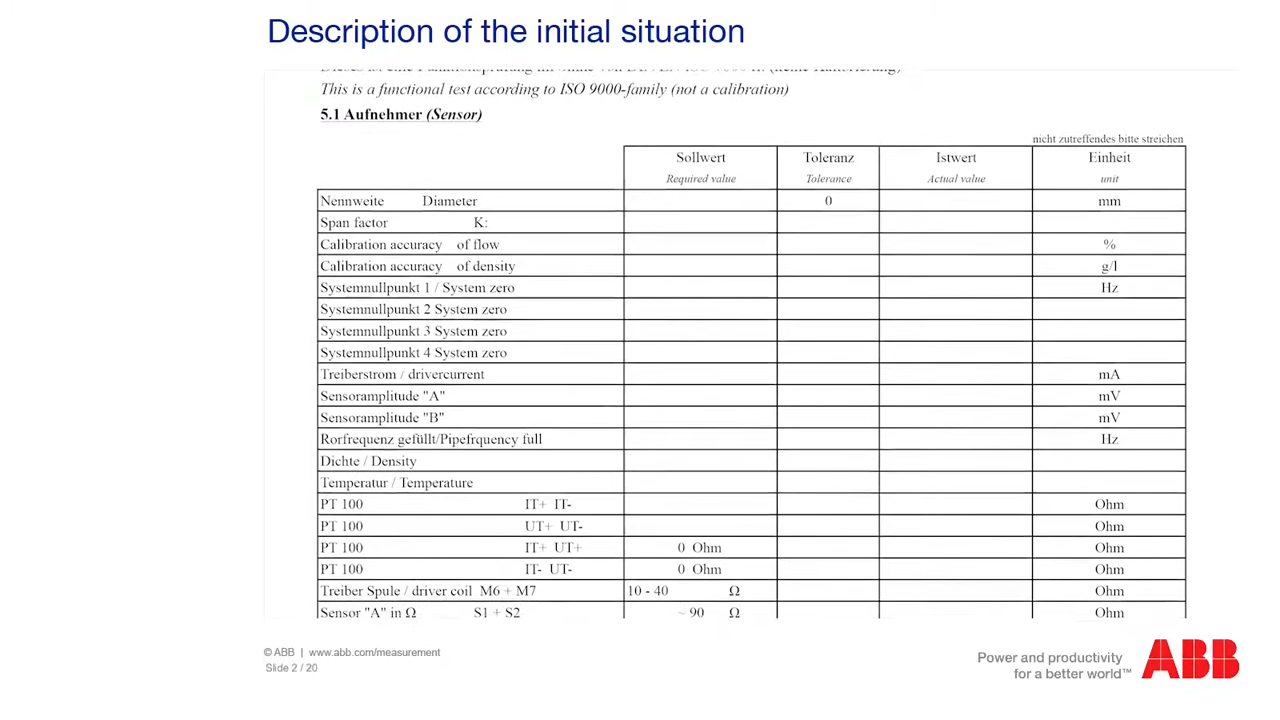 Description of the initial situation
This is a functional test according to ISO 9000-family (not a calibration)
5.1 Aufnehmer (Sensor)
nicht zutreffendes bitte streichen
Sollwert Toleranz Istwert Einheit
Required value Tolerance Actual value unit
Nennweite Diameter 0 mm
Span factor K:
Calibration accuracy of flow %
Calibration accuracy of density g/l
Systemnullpunkt 1 / System zero Hz
Systemnullpunkt 2 System zero
Systemnullpunkt 3 System zero
Systemnullpunkt 4 System zero
Treiberstrom / drivercurrent mA
Sensoramplitude "A" mV
Sensoramplitude "B" mV
Rorfrequenz gefüllt/Pipefrquency full Hz
Dichte / Density
Temperatur / Temperature
PT 100 IT+ IT- Ohm
PT 100 UT+ UT- Ohm
PT 100 IT+ UT+ 0 Ohm Ohm
PT 100 IT- UT- 0 Ohm Ohm
Treiber Spule / driver coil M6 + M7 10 - 40 Ω Ohm
Sensor "A" in Ω S1 + S2 ~ 90 Ω Ohm
© ABB | www.abb.com/measurement
Slide 2 / 20
Power and productivity
for a better world™
ABB